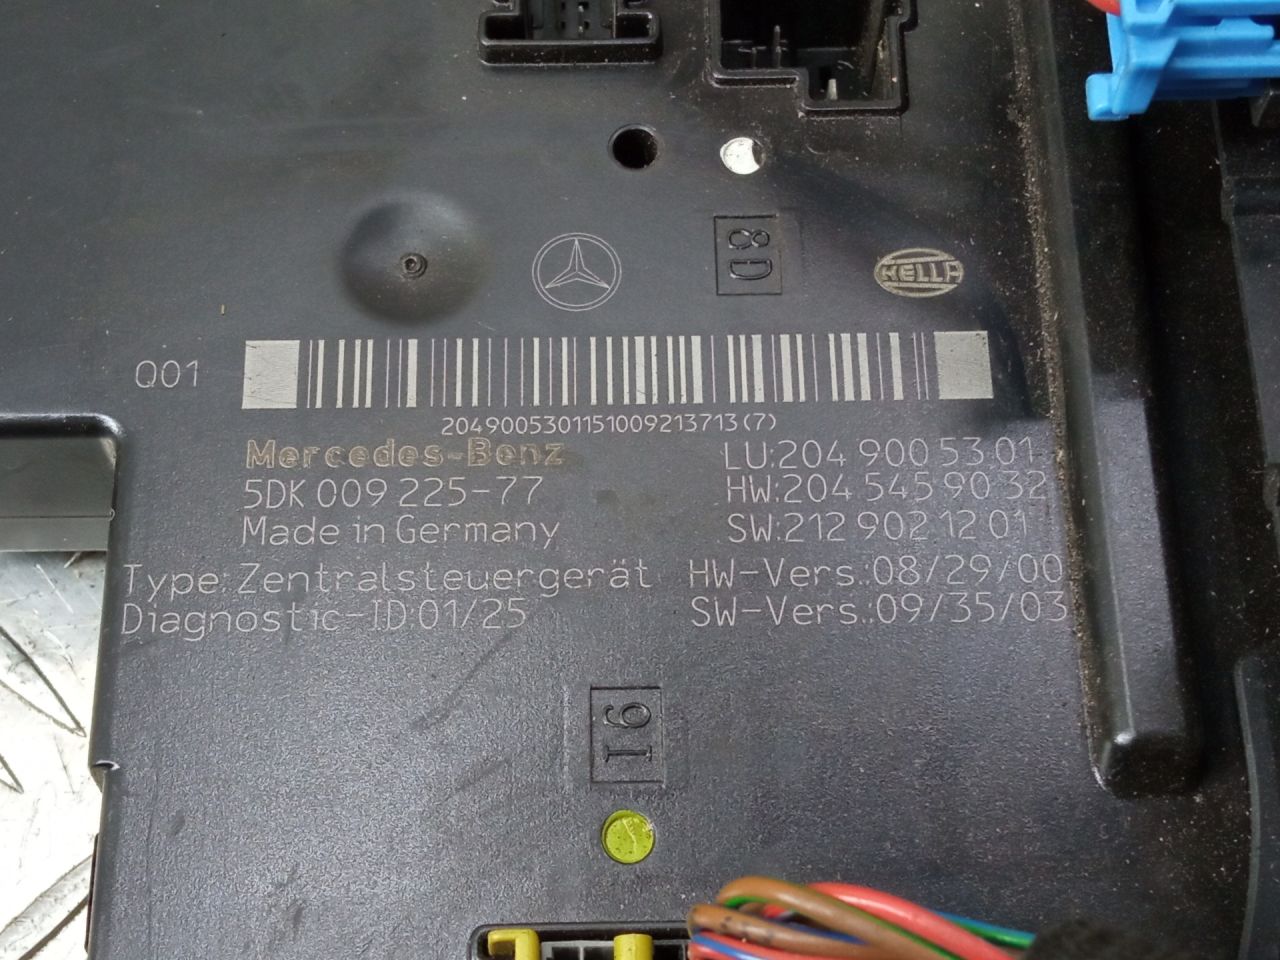 D8
HELLA
Q01
2049005301151009213713(7)
Mercedes-Benz
LU:204 900 53 01
5DK 009 225-77
HW:204 545 90 32
Made in Germany
SW:212 902 12 01
Type:Zentralsteuergerät
HW-Vers.:08/29/00
Diagnostic-ID:01/25
SW-Vers.:09/35/03
I6